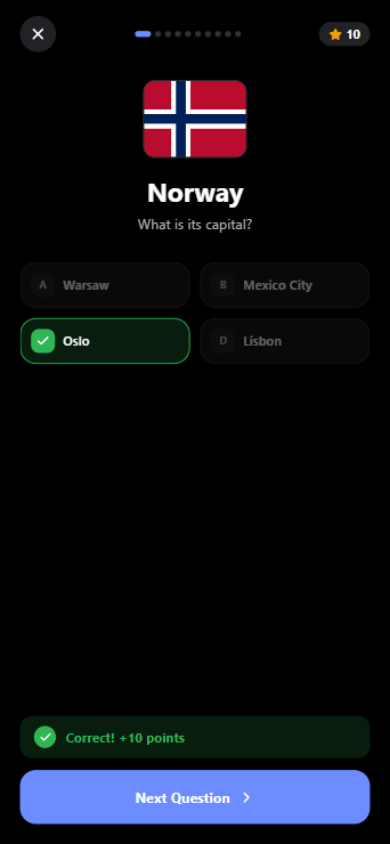 10
Norway
What is its capital?
A Warsaw
B Mexico City
Oslo
D Lisbon
Correct! +10 points
Next Question